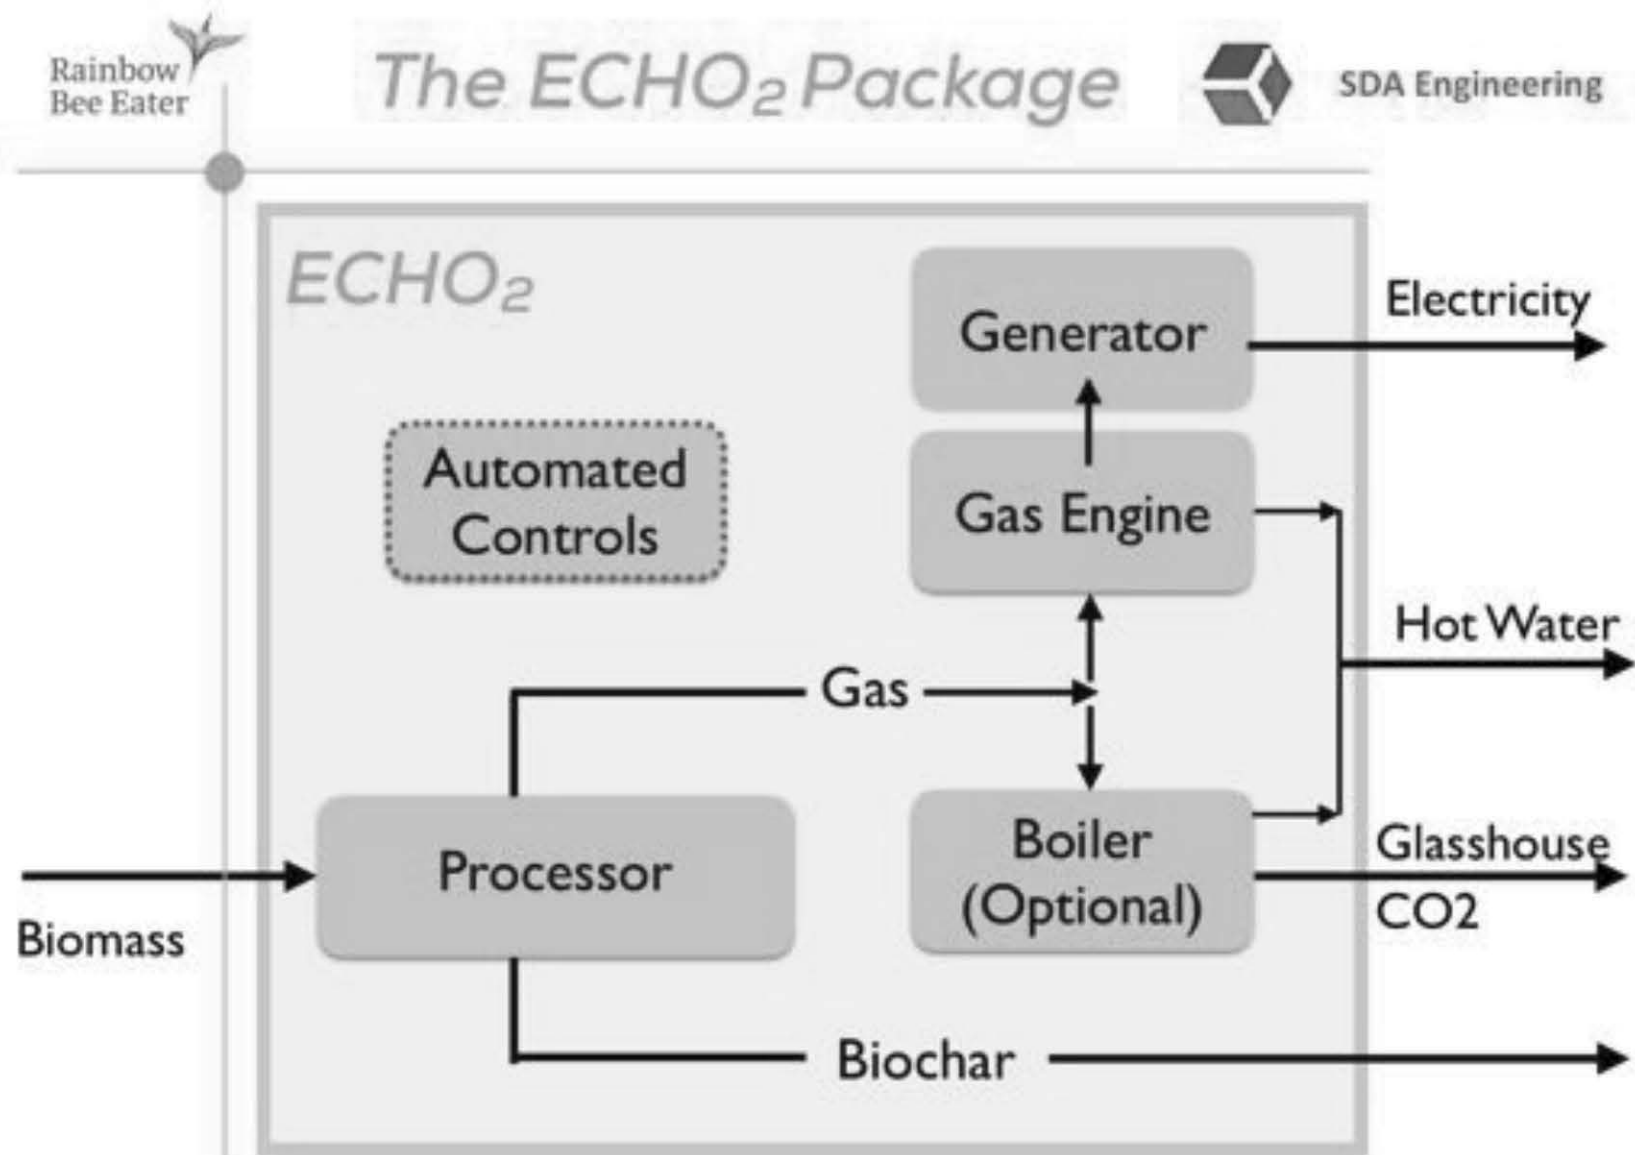 Rainbow
Bee Eater
The ECHO₂ Package
SDA Engineering
ECHO₂
Generator
Electricity
Automated
Controls
Gas Engine
Hot Water
Gas
Processor
Boiler
(Optional)
Glasshouse
CO2
Biomass
Biochar